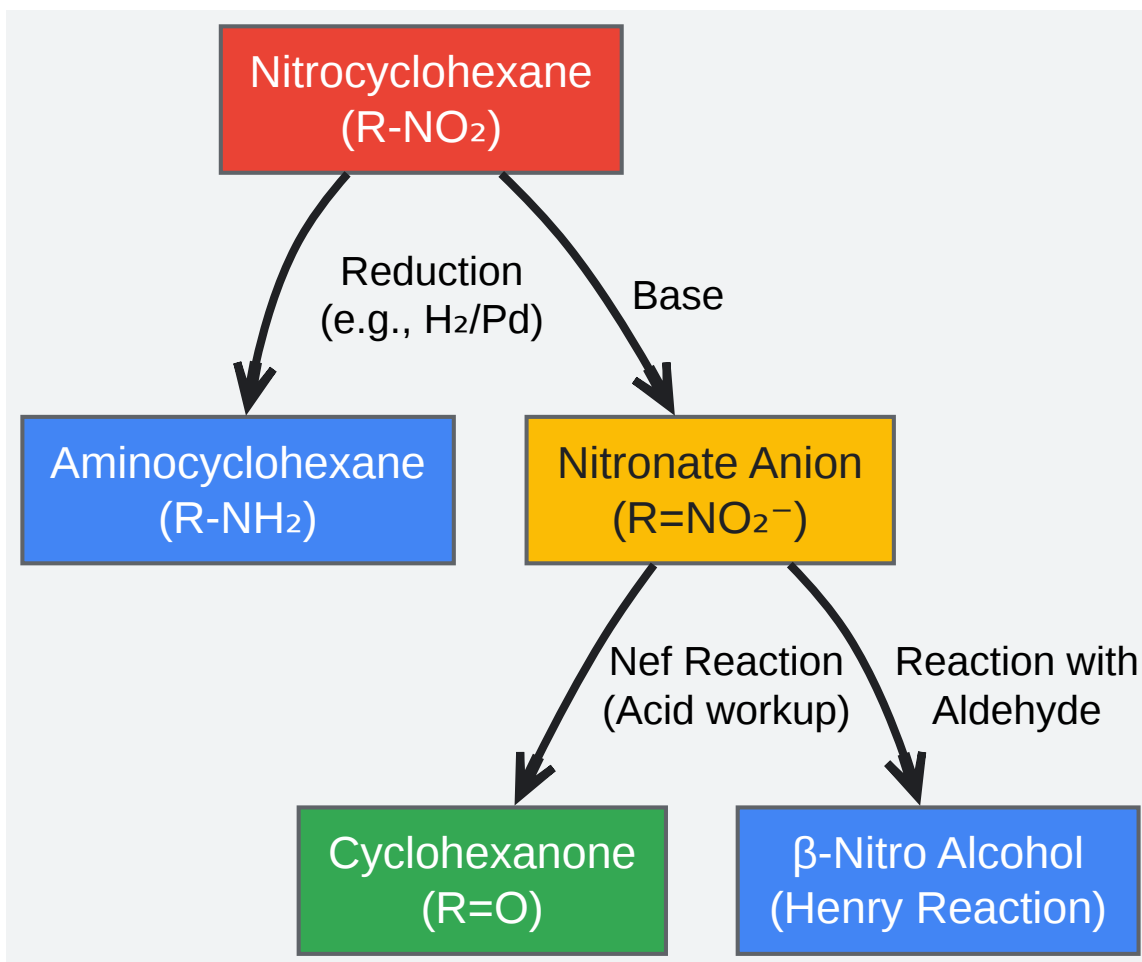 Nitrocyclohexane
(R-NO₂)
Reduction
(e.g., H₂/Pd)
Base
Aminocyclohexane
(R-NH₂)
Nitronate Anion
(R=NO₂⁻)
Nef Reaction
(Acid workup)
Reaction with
Aldehyde
Cyclohexanone
(R=O)
β-Nitro Alcohol
(Henry Reaction)